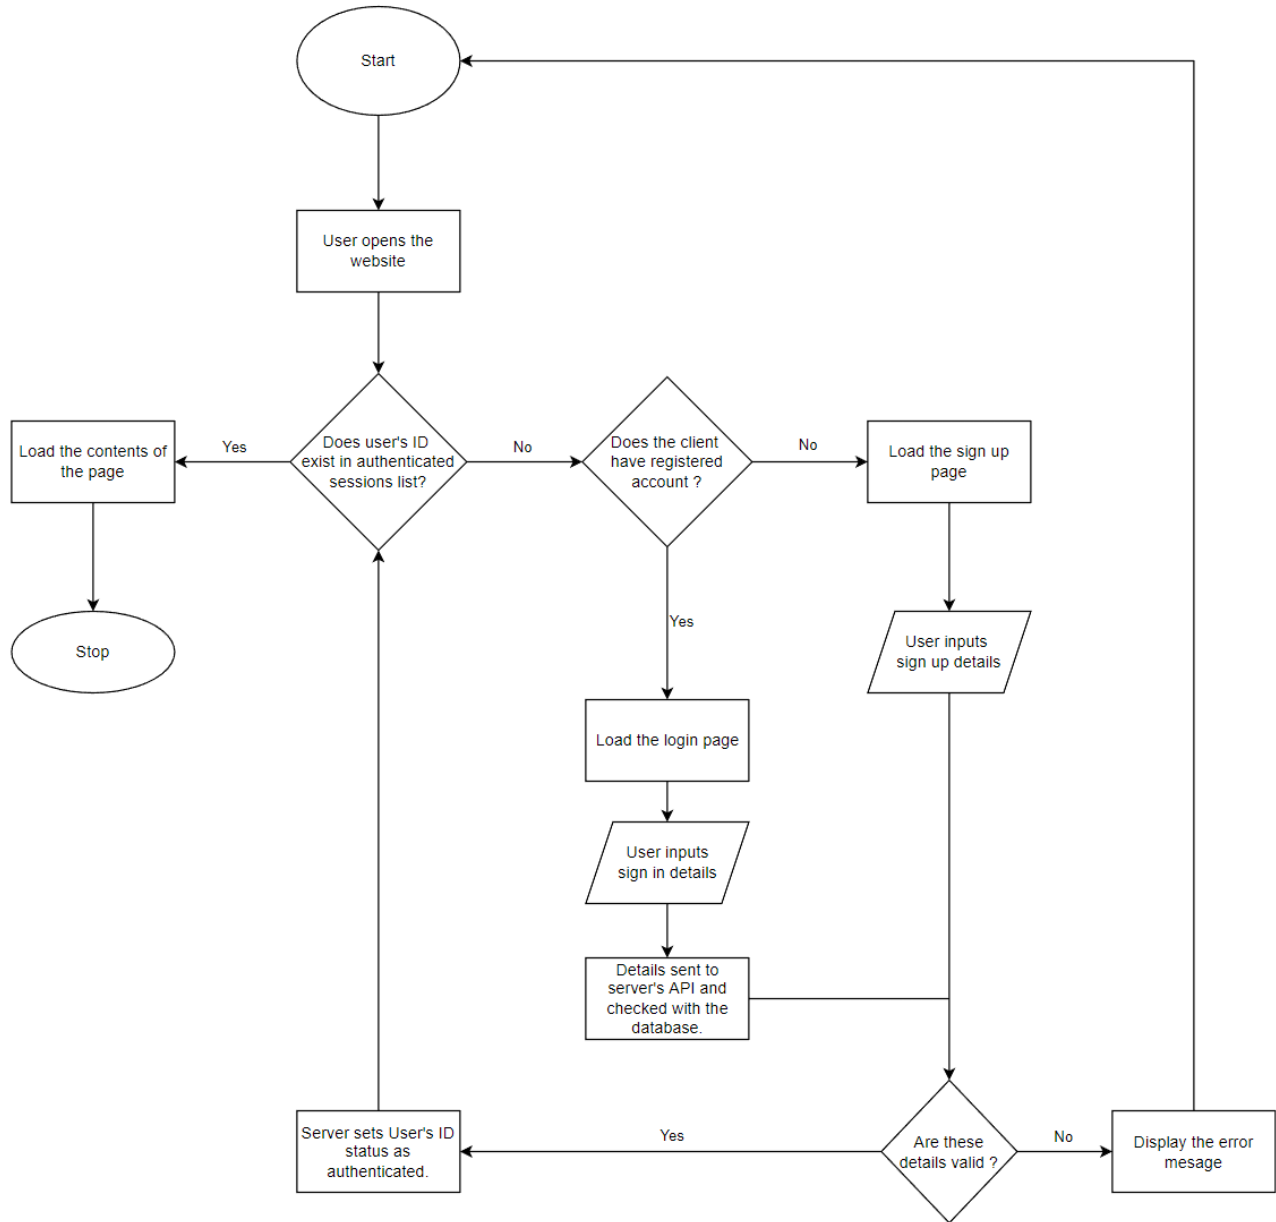 Start
User opens the
website
Does user's ID
exist in authenticated
sessions list?
Yes
Load the contents of
the page
Stop
No
Does the client
have registered
account ?
No
Load the sign up
page
User inputs
sign up details
Yes
Load the login page
User inputs
sign in details
Details sent to
server's API and
checked with the
database.
Are these
details valid ?
No
Display the error
mesage
Yes
Server sets User's ID
status as
authenticated.